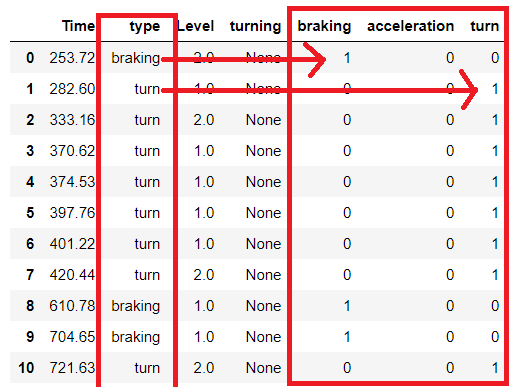 Time type Level turning braking acceleration turn
0 253.72 braking 2.0 None 1 0 0
1 282.60 turn 1.0 None 0 0 1
2 333.16 turn 2.0 None 0 0 1
3 370.62 turn 1.0 None 0 0 1
4 374.53 turn 1.0 None 0 0 1
5 397.76 turn 1.0 None 0 0 1
6 401.22 turn 1.0 None 0 0 1
7 420.44 turn 2.0 None 0 0 1
8 610.78 braking 1.0 None 1 0 0
9 704.65 braking 1.0 None 1 0 0
10 721.63 turn 2.0 None 0 0 1